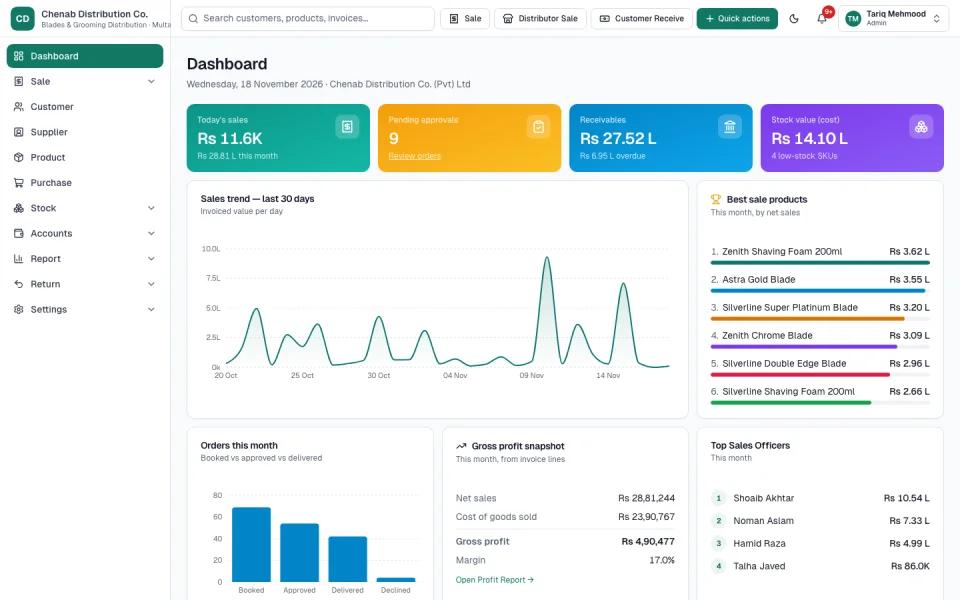 CD
Chenab Distribution Co.
Blades & Grooming Distribution · Multa
Search customers, products, invoices...
Sale
Distributor Sale
Customer Receive
Quick actions
9+
TM
Tariq Mehmood
Admin
Dashboard
Sale
Customer
Supplier
Product
Purchase
Stock
Accounts
Report
Return
Settings
Dashboard
Wednesday, 18 November 2026 · Chenab Distribution Co. (Pvt) Ltd
Today's sales
Rs 11.6K
Rs 28.81 L this month
Pending approvals
9
Review orders
Receivables
Rs 27.52 L
Rs 6.95 L overdue
Stock value (cost)
Rs 14.10 L
4 low-stock SKUs
Sales trend — last 30 days
Invoiced value per day
10.0L
7.5L
5.0L
2.5L
0k
20 Oct 25 Oct 30 Oct 04 Nov 09 Nov 14 Nov
Best sale products
This month, by net sales
1. Zenith Shaving Foam 200ml Rs 3.62 L
2. Astra Gold Blade Rs 3.55 L
3. Silverline Super Platinum Blade Rs 3.20 L
4. Zenith Chrome Blade Rs 3.09 L
5. Silverline Double Edge Blade Rs 2.96 L
6. Silverline Shaving Foam 200ml Rs 2.66 L
Orders this month
Booked vs approved vs delivered
80
60
40
20
0
Booked Approved Delivered Declined
Gross profit snapshot
This month, from invoice lines
Net sales Rs 28,81,244
Cost of goods sold Rs 23,90,767
Gross profit Rs 4,90,477
Margin 17.0%
Open Profit Report →
Top Sales Officers
This month
1 Shoaib Akhtar Rs 10.54 L
2 Noman Aslam Rs 7.33 L
3 Hamid Raza Rs 4.99 L
4 Talha Javed Rs 86.0K